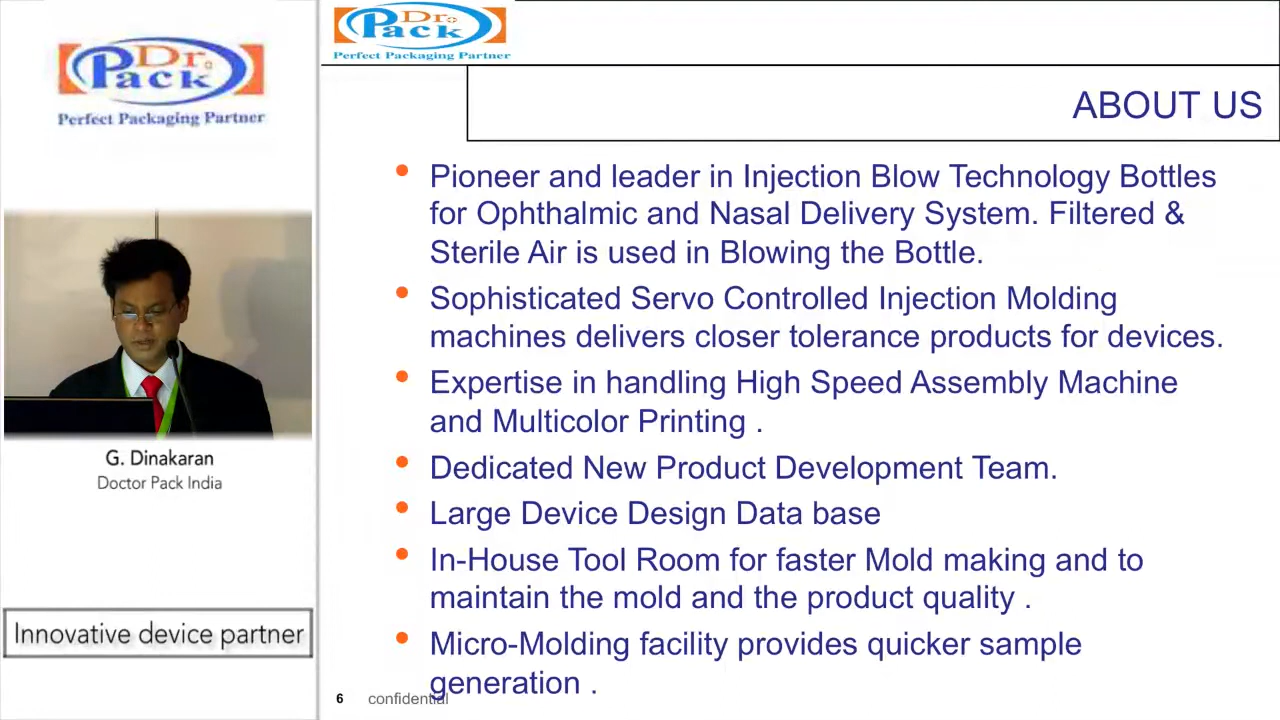 Dr.
Pack
Perfect Packaging Partner
G. Dinakaran
Doctor Pack India
Innovative device partner
Dr.
Pack
Perfect Packaging Partner
ABOUT US
Pioneer and leader in Injection Blow Technology Bottles
for Ophthalmic and Nasal Delivery System. Filtered &
Sterile Air is used in Blowing the Bottle.
Sophisticated Servo Controlled Injection Molding
machines delivers closer tolerance products for devices.
Expertise in handling High Speed Assembly Machine
and Multicolor Printing .
Dedicated New Product Development Team.
Large Device Design Data base
In-House Tool Room for faster Mold making and to
maintain the mold and the product quality .
Micro-Molding facility provides quicker sample
generation .
6 confidential